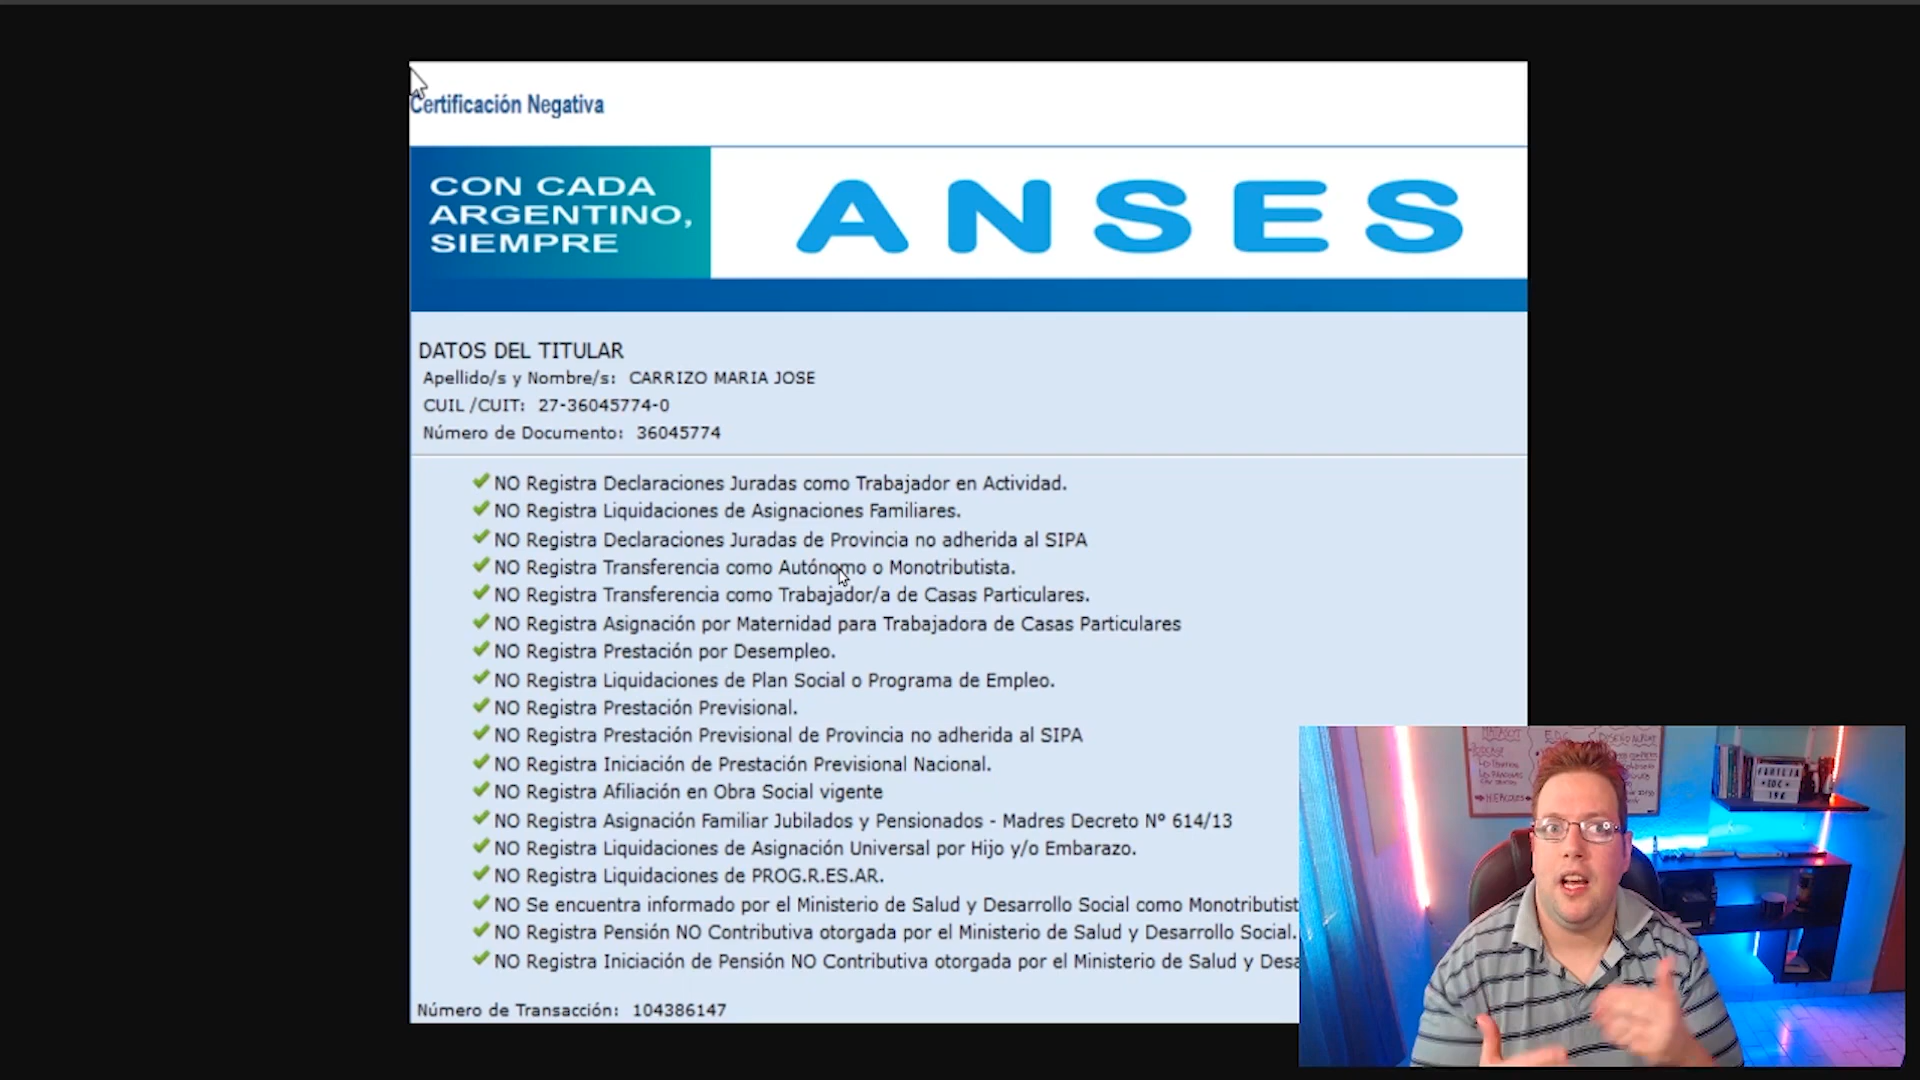 Certificación Negativa
CON CADA
ARGENTINO,
SIEMPRE
ANSES
DATOS DEL TITULAR
Apellido/s y Nombre/s: CARRIZO MARIA JOSE
CUIL /CUIT: 27-36045774-0
Número de Documento: 36045774
NO Registra Declaraciones Juradas como Trabajador en Actividad.
NO Registra Liquidaciones de Asignaciones Familiares.
NO Registra Declaraciones Juradas de Provincia no adherida al SIPA
NO Registra Transferencia como Autónomo o Monotributista.
NO Registra Transferencia como Trabajador/a de Casas Particulares.
NO Registra Asignación por Maternidad para Trabajadora de Casas Particulares
NO Registra Prestación por Desempleo.
NO Registra Liquidaciones de Plan Social o Programa de Empleo.
NO Registra Prestación Previsional.
NO Registra Prestación Previsional de Provincia no adherida al SIPA
NO Registra Iniciación de Prestación Previsional Nacional.
NO Registra Afiliación en Obra Social vigente
NO Registra Asignación Familiar Jubilados y Pensionados - Madres Decreto N° 614/13
NO Registra Liquidaciones de Asignación Universal por Hijo y/o Embarazo.
NO Registra Liquidaciones de PROG.R.ES.AR.
NO Se encuentra informado por el Ministerio de Salud y Desarrollo Social como Monotributist
NO Registra Pensión NO Contributiva otorgada por el Ministerio de Salud y Desarrollo Social.
NO Registra Iniciación de Pensión NO Contributiva otorgada por el Ministerio de Salud y Desa
Número de Transacción: 104386147